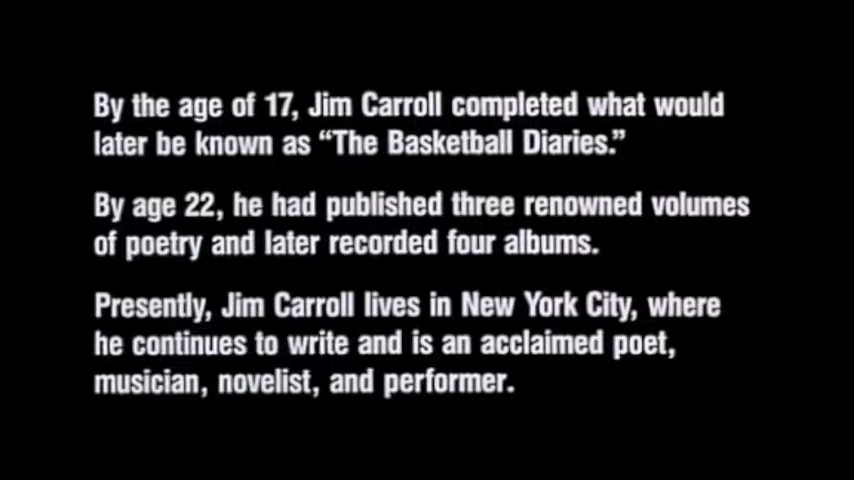 By the age of 17, Jim Carroll completed what would
later be known as “The Basketball Diaries.”
By age 22, he had published three renowned volumes
of poetry and later recorded four albums.
Presently, Jim Carroll lives in New York City, where
he continues to write and is an acclaimed poet,
musician, novelist, and performer.